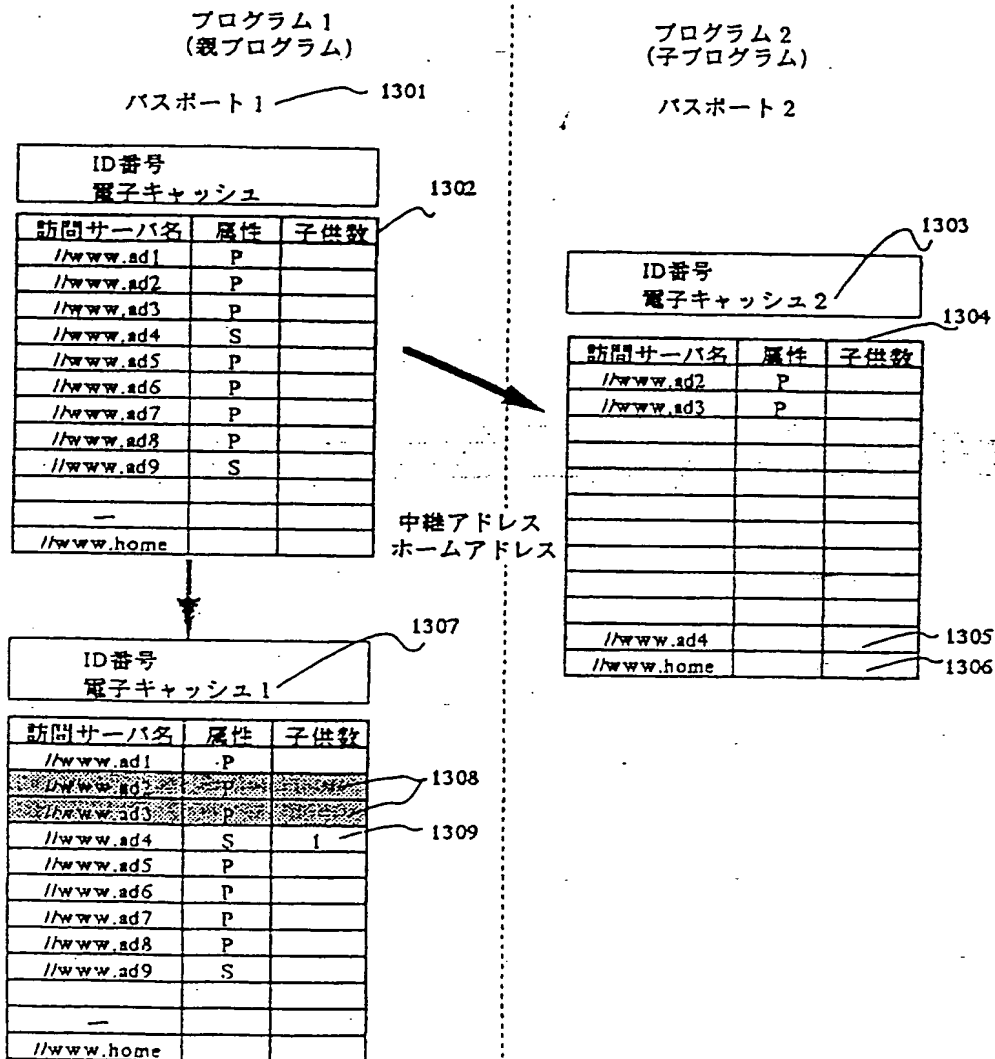 プログラム1
(親プログラム)
パスポート1
1301
ID番号
電子キャッシュ
1302
訪問サーバ名 属性 子供数
//www.ad1 P
//www.ad2 P
//www.ad3 P
//www.ad4 S
//www.ad5 P
//www.ad6 P
//www.ad7 P
//www.ad8 P
//www.ad9 S
—
//www.home
プログラム2
(子プログラム)
パスポート2
1303
ID番号
電子キャッシュ2
1304
訪問サーバ名 属性 子供数
//www.ad2 P
//www.ad3 P
中継アドレス
ホームアドレス
//www.ad4
1305
//www.home
1306
1307
ID番号
電子キャッシュ1
訪問サーバ名 属性 子供数
//www.ad1 P
//www.ad2 P
1308
//www.ad3 P
//www.ad4 S 1
1309
//www.ad5 P
//www.ad6 P
//www.ad7 P
//www.ad8 P
//www.ad9 S
—
//www.home